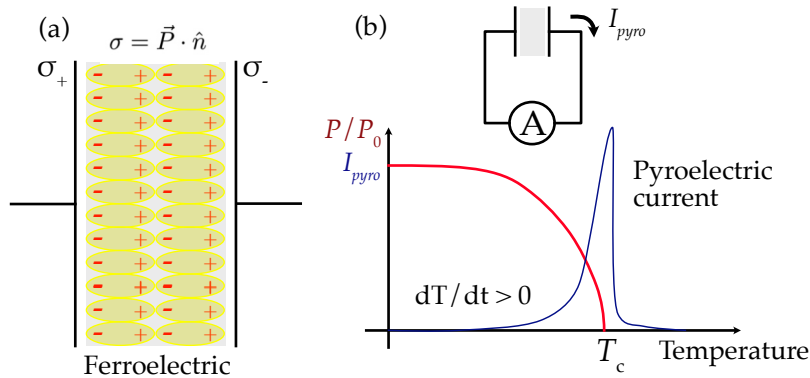 (a)
σ = P⃗ · n̂
σ₊
σ₋
- + - +
- + - +
- + - +
- + - +
- + - +
- + - +
- + - +
- + - +
- + - +
- + - +
- + - +
- + - +
Ferroelectric
(b)
I_pyro
A
P/P₀
I_pyro
Pyroelectric
current
dT/dt > 0
T_c
Temperature